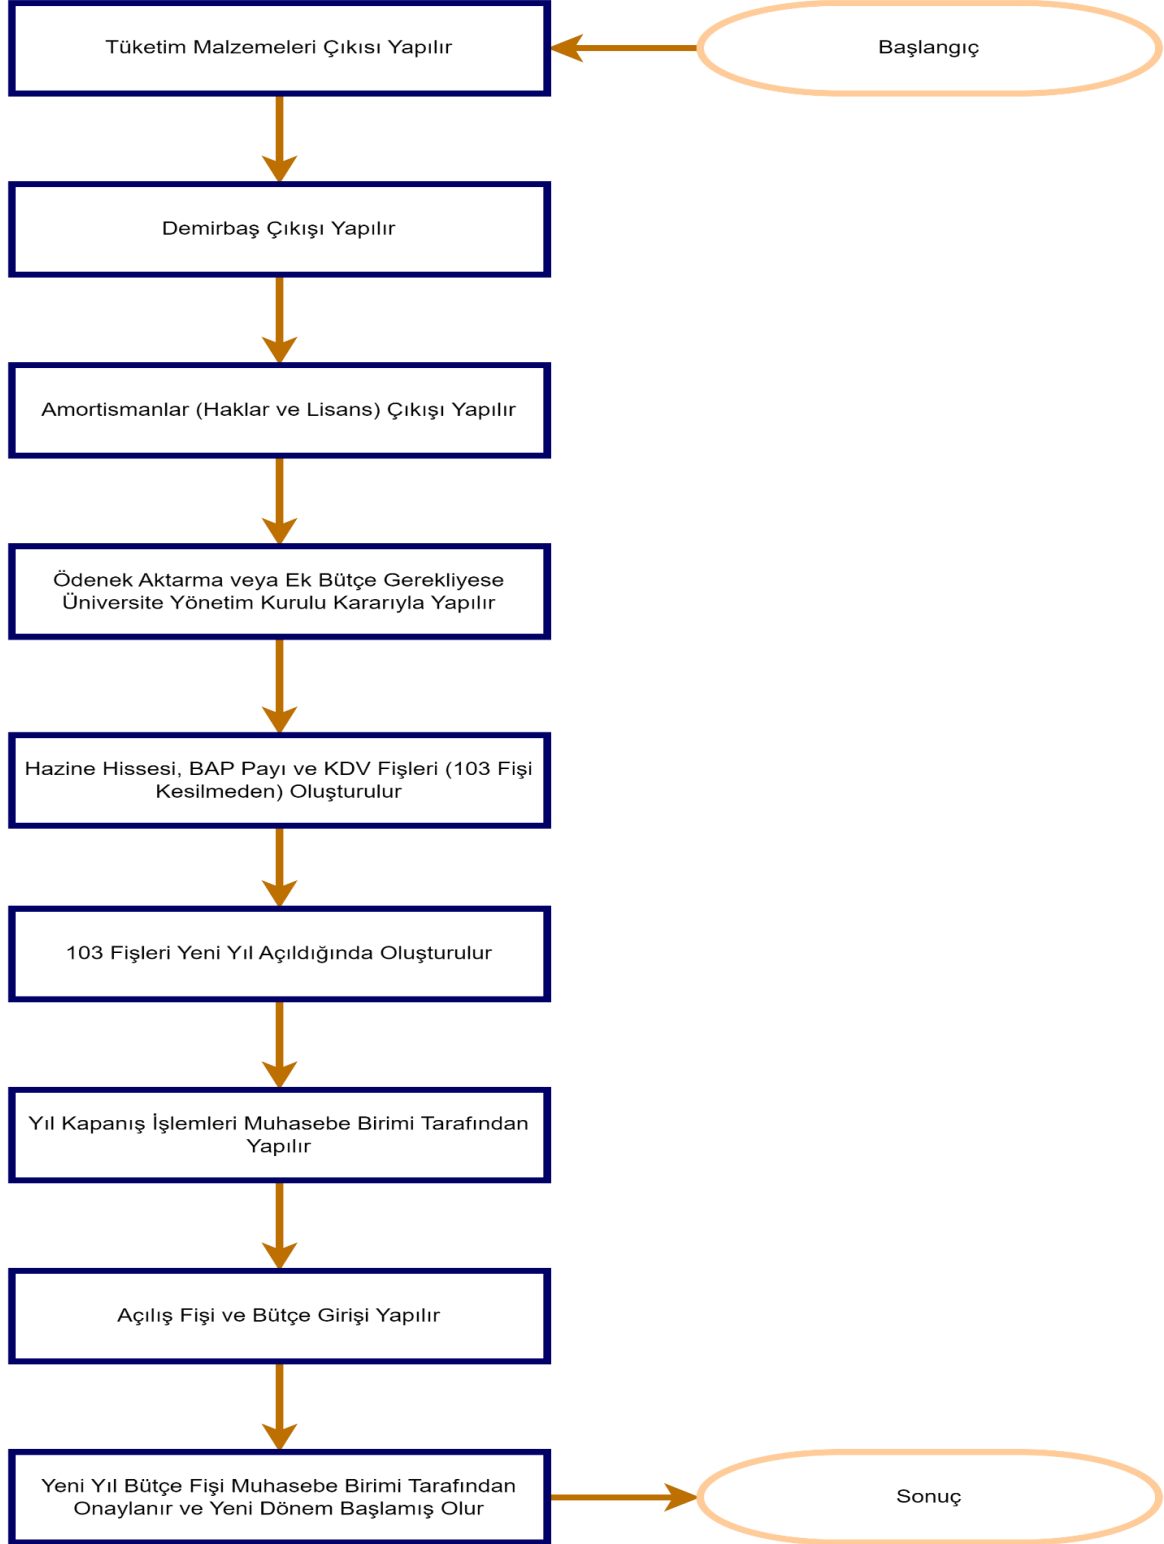 Tüketim Malzemeleri Çıkısı Yapılır
Başlangıç
Demirbaş Çıkışı Yapılır
Amortismanlar (Haklar ve Lisans) Çıkışı Yapılır
Ödenek Aktarma veya Ek Bütçe Gerekliyese
Üniversite Yönetim Kurulu Kararıyla Yapılır
Hazine Hissesi, BAP Payı ve KDV Fişleri (103 Fişi
Kesilmeden) Oluşturulur
103 Fişleri Yeni Yıl Açıldığında Oluşturulur
Yıl Kapanış İşlemleri Muhasebe Birimi Tarafından
Yapılır
Açılış Fişi ve Bütçe Girişi Yapılır
Yeni Yıl Bütçe Fişi Muhasebe Birimi Tarafından
Onaylanır ve Yeni Dönem Başlamış Olur
Sonuç